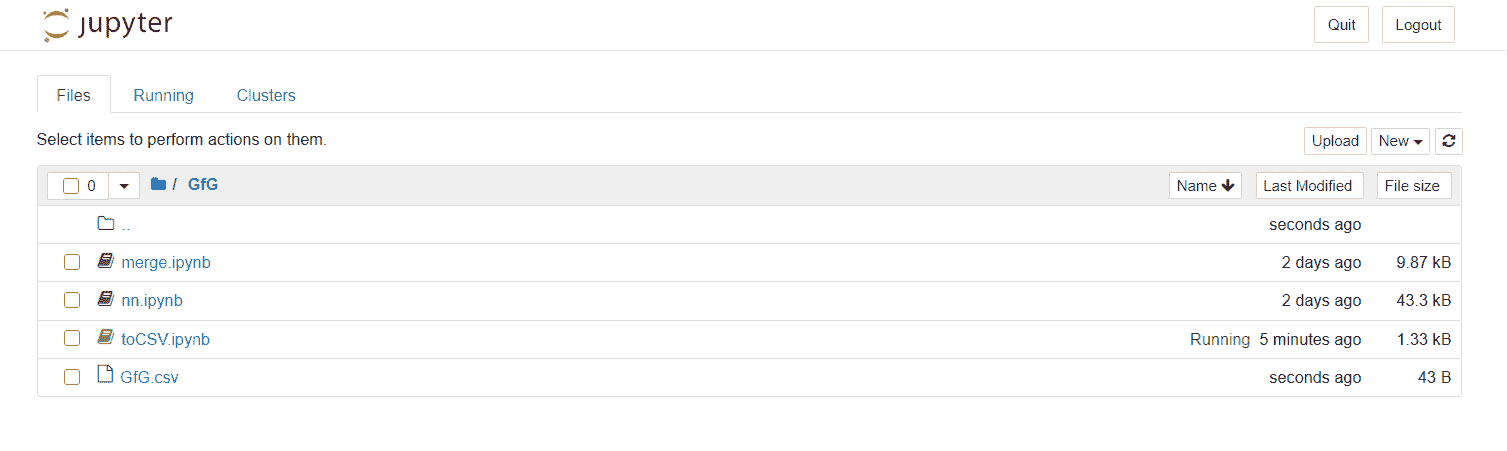 jupyter Quit Logout
Files Running Clusters
Select items to perform actions on them. Upload New
0 / GfG Name Last Modified File size
.. seconds ago
merge.ipynb 2 days ago 9.87 kB
nn.ipynb 2 days ago 43.3 kB
toCSV.ipynb Running 5 minutes ago 1.33 kB
GfG.csv seconds ago 43 B